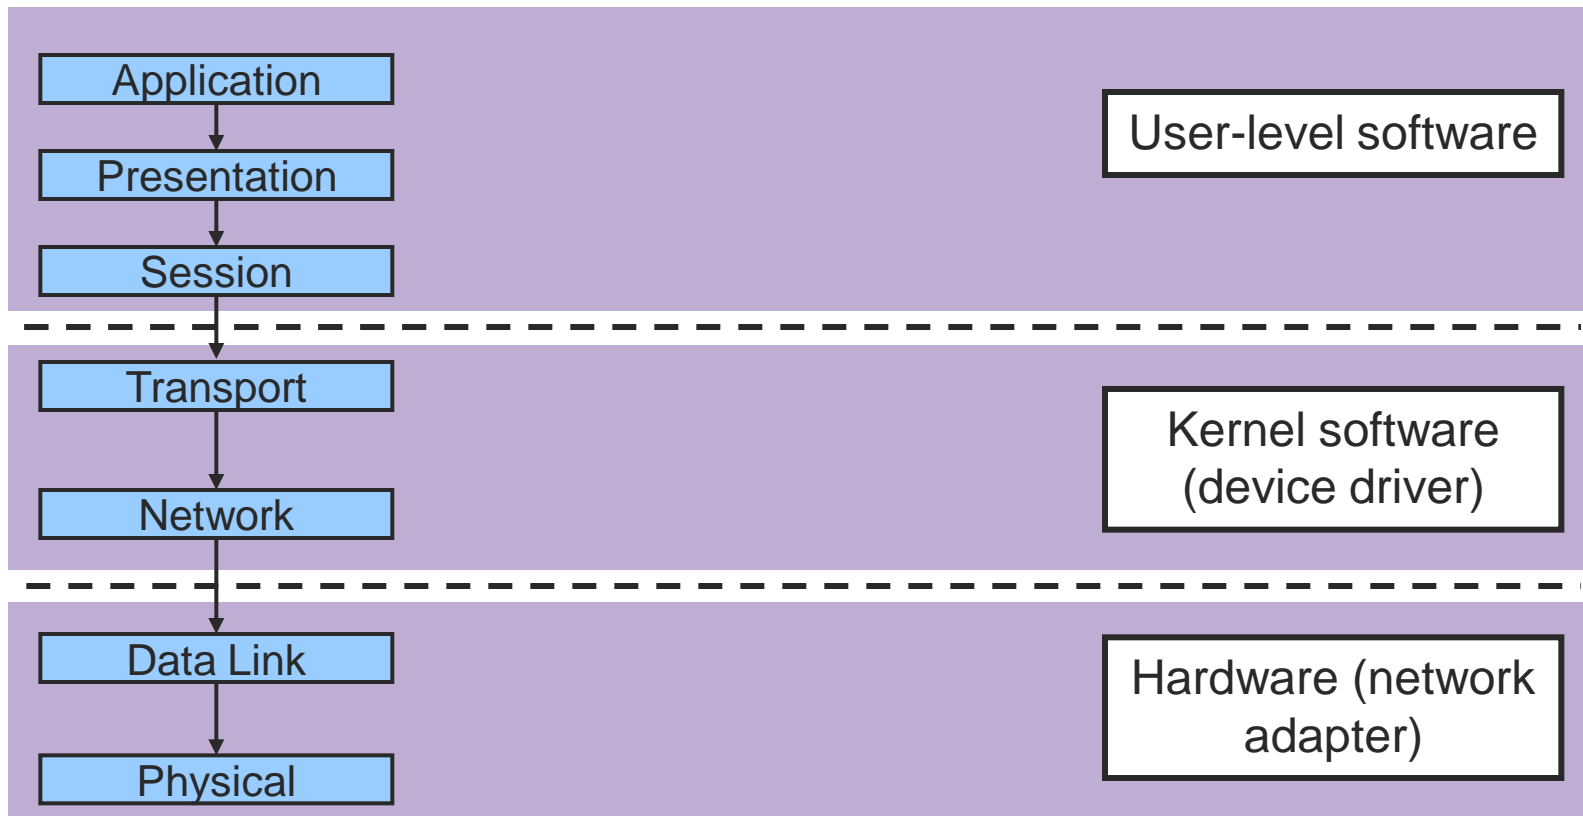 Application
Presentation
Session
User-level software
Transport
Network
Kernel software
(device driver)
Data Link
Physical
Hardware (network
adapter)